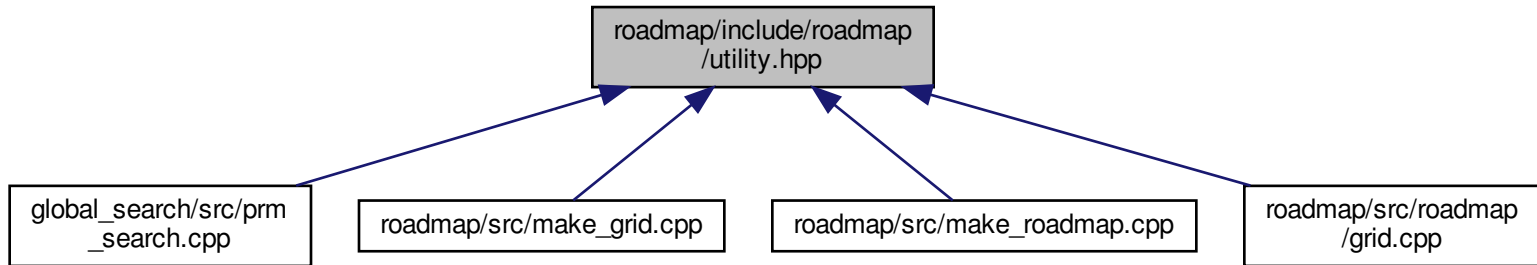 roadmap/include/roadmap
/utility.hpp
global_search/src/prm
_search.cpp
roadmap/src/make_grid.cpp
roadmap/src/make_roadmap.cpp
roadmap/src/roadmap
/grid.cpp